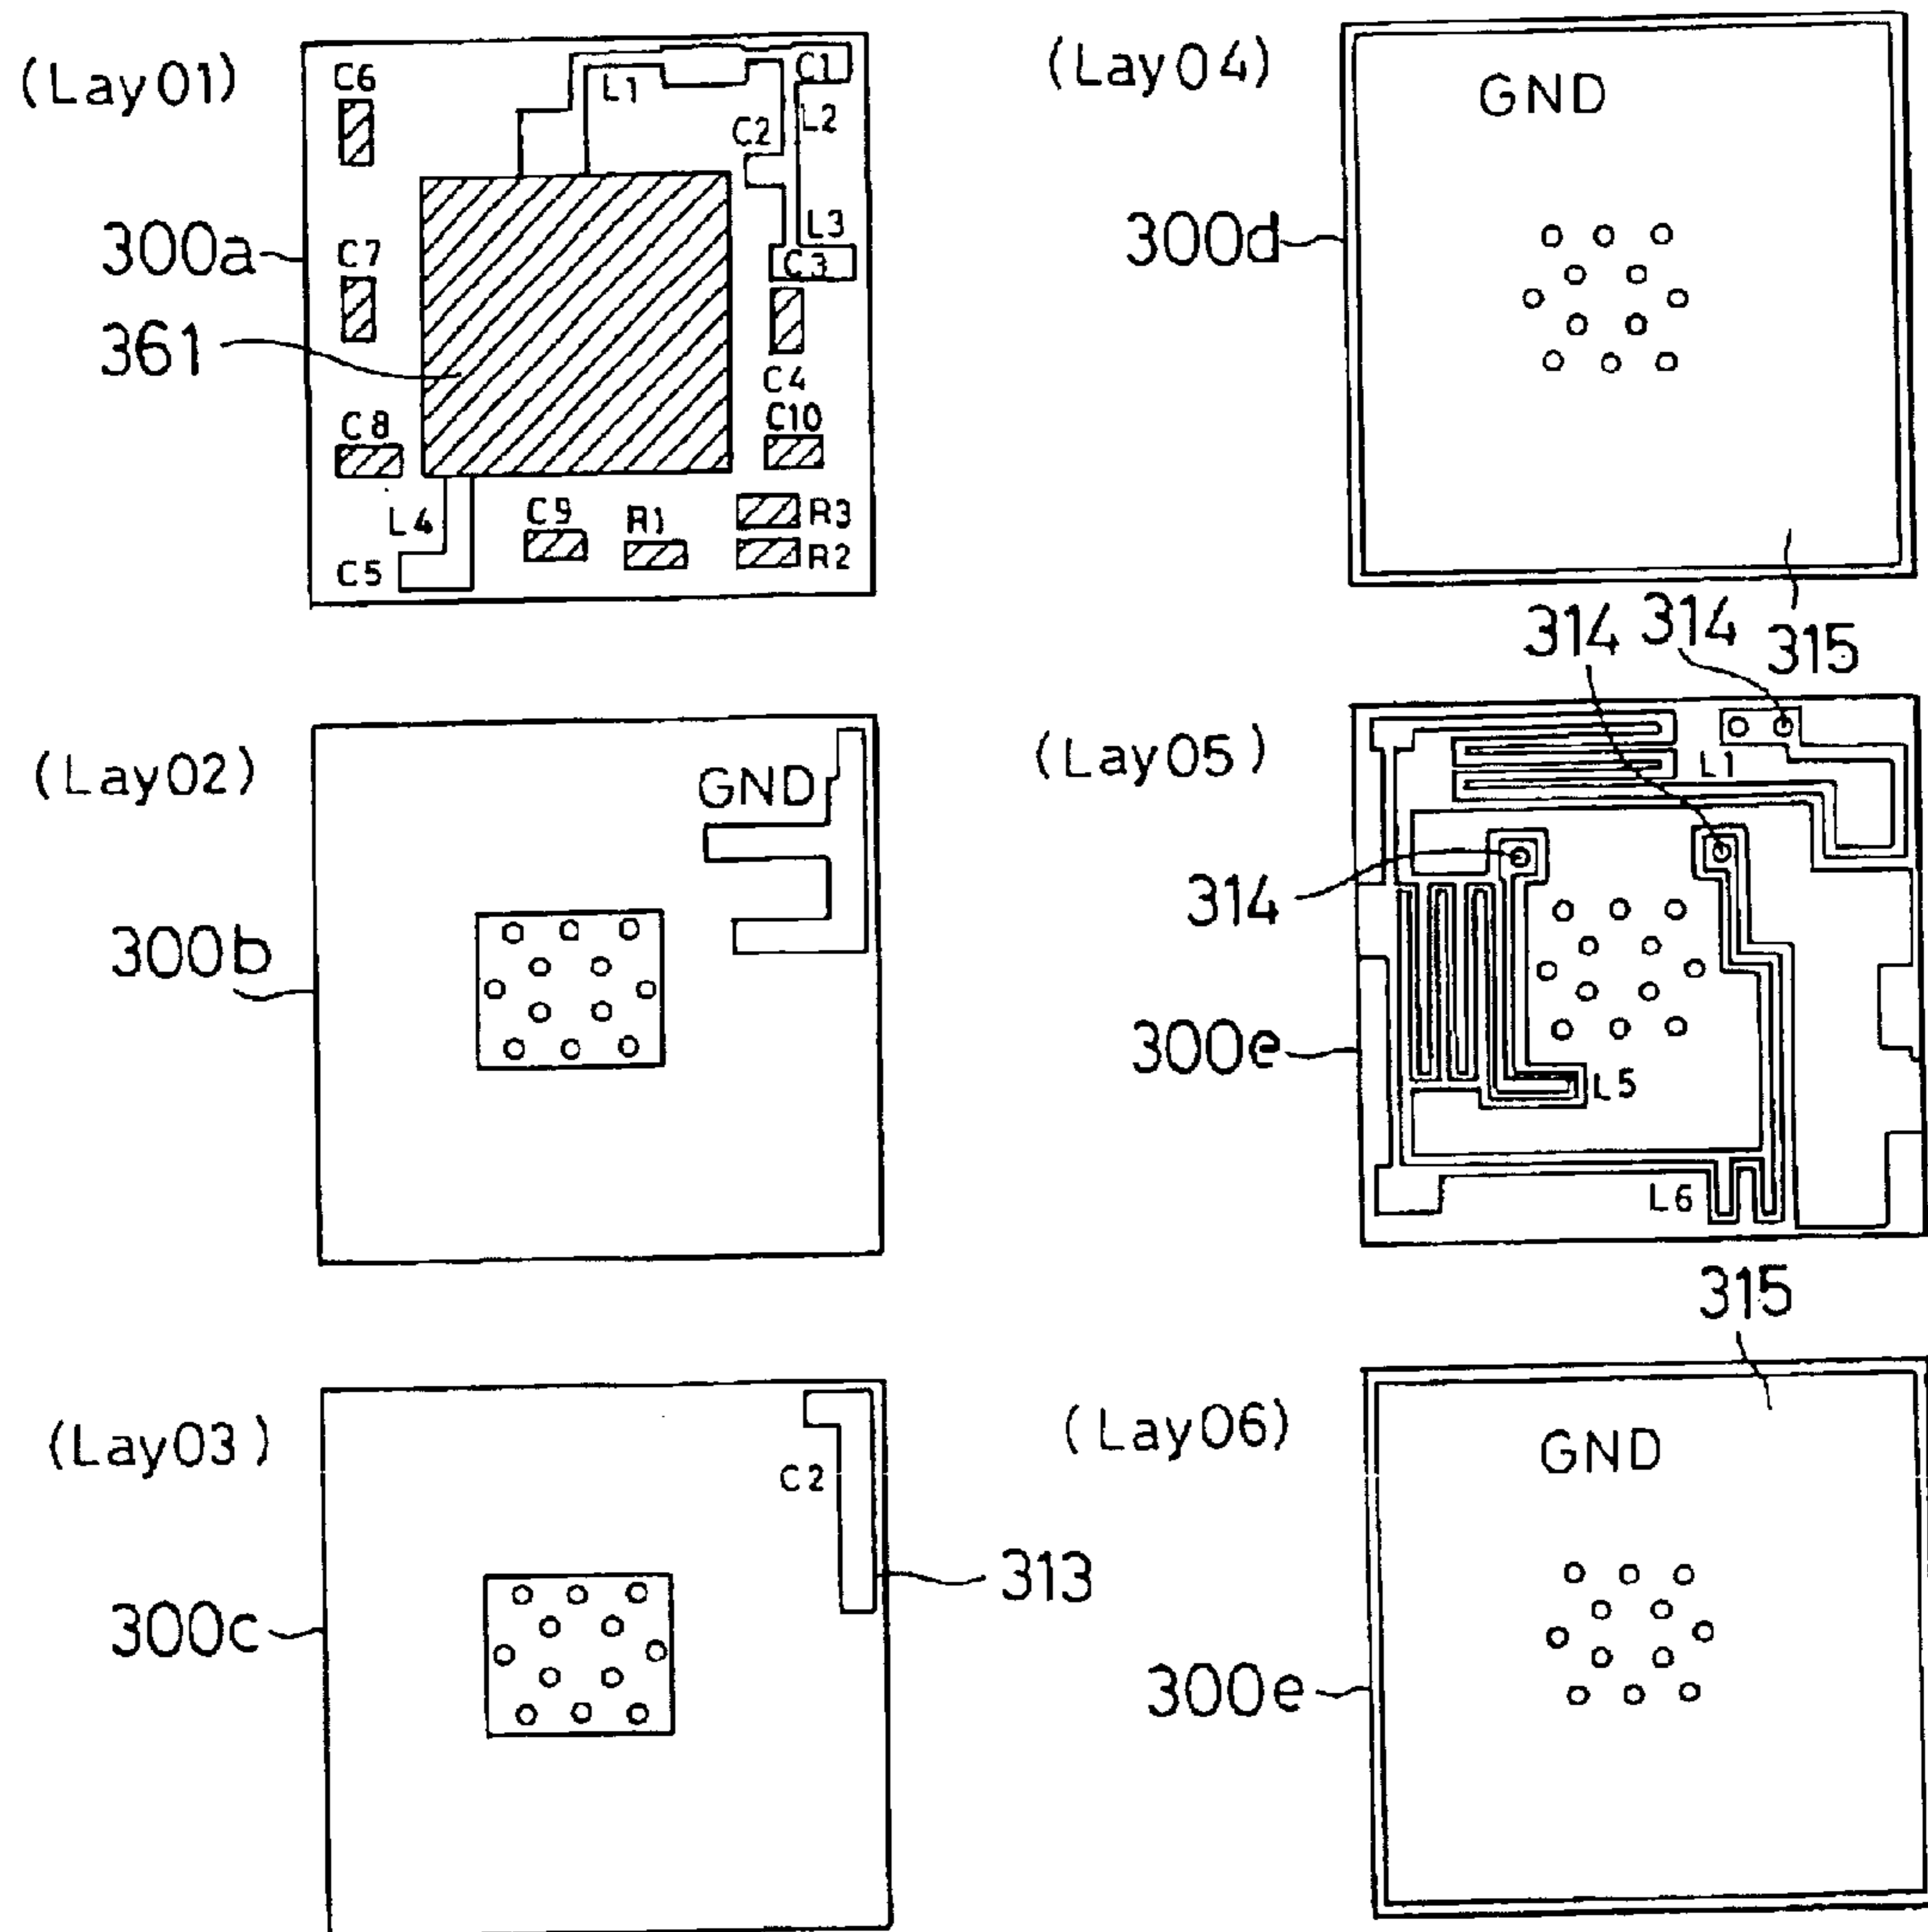 (Lay01)
C6
L1
C1
L2
C2
300a
C7
L3
C3
361
C4
C8
C10
L4
C9
R1
R3
R2
C5
(Lay02)
GND
300b
(Lay03)
C2
300c
313
(Lay04)
GND
300d
314
314
315
(Lay05)
L1
314
300e
L5
L6
315
(Lay06)
GND
300e